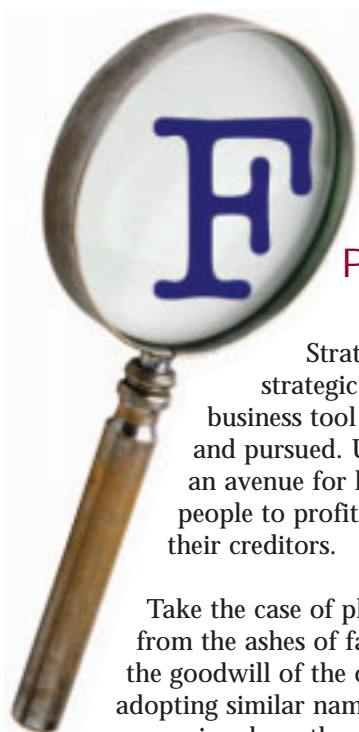 F
P
Strat
strategic
business tool
and pursued. U
an avenue for
people to profit
their creditors.
Take the case of
from the ashes of fa
the goodwill of the
adopting similar nam